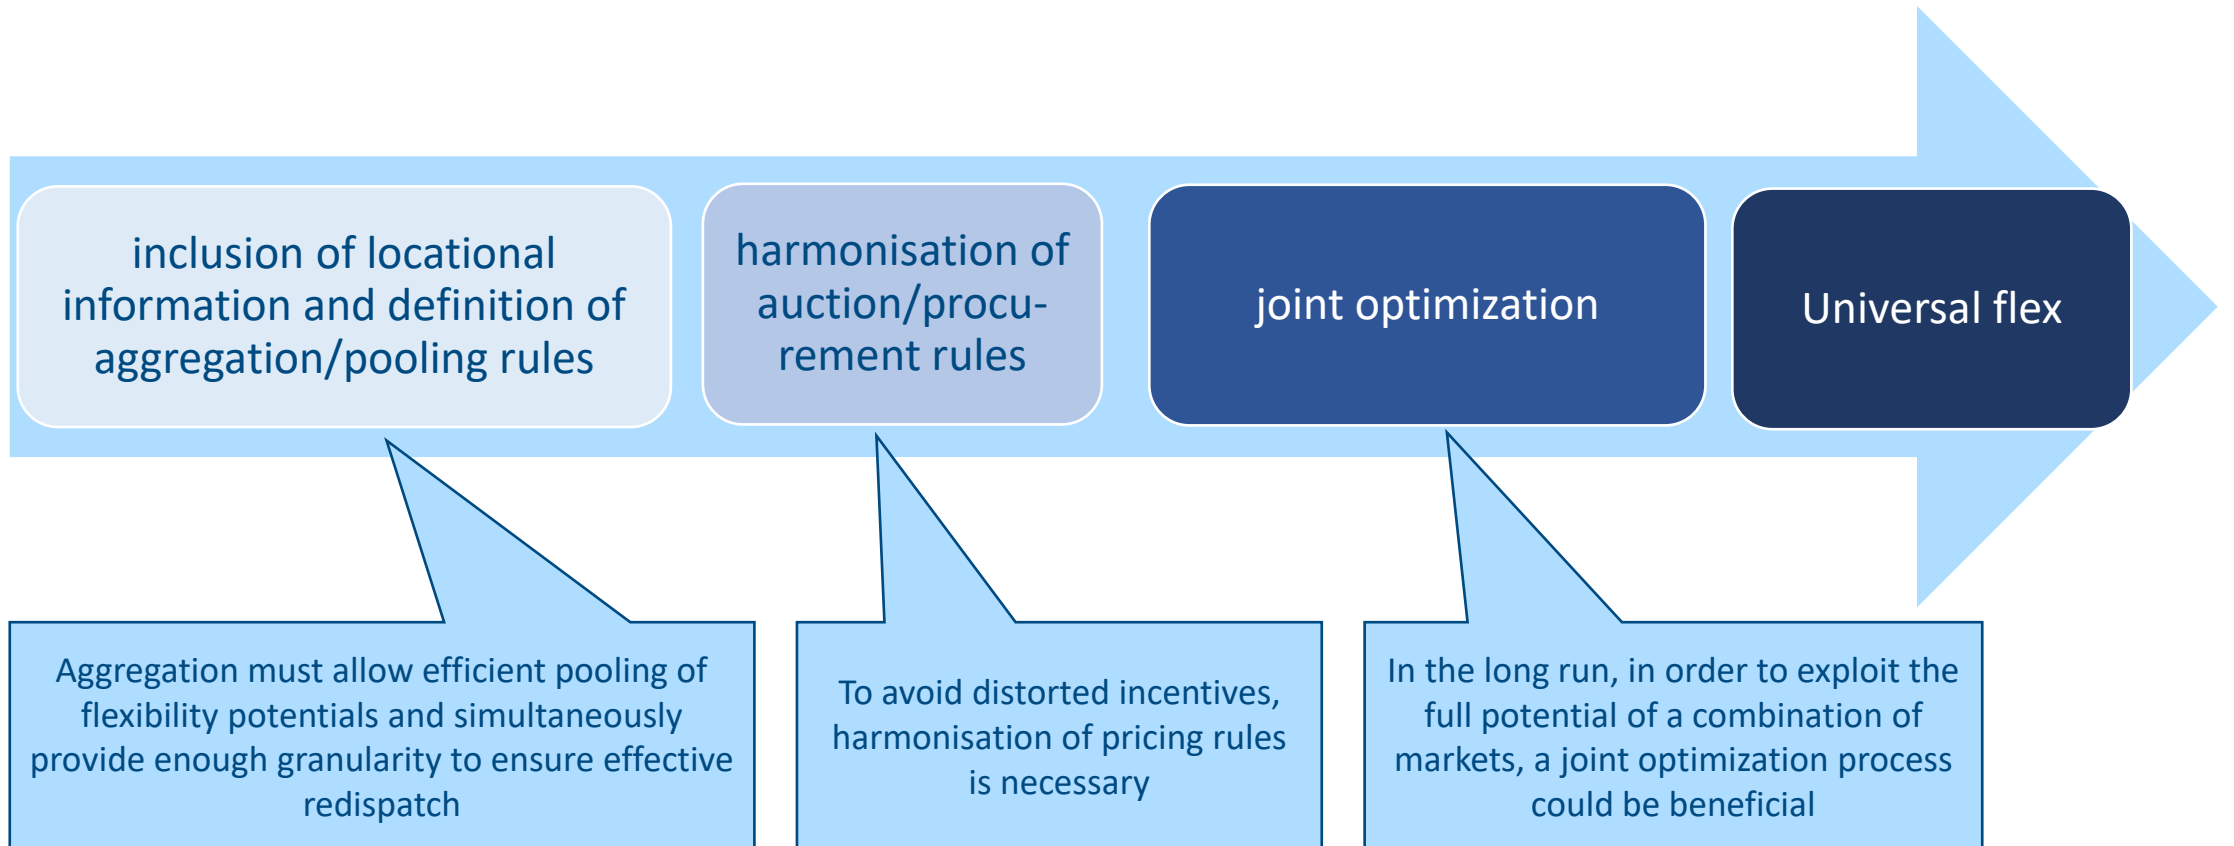 inclusion of locational
information and definition of
aggregation/pooling rules
harmonisation of
auction/procu-
rement rules
joint optimization
Universal flex
Aggregation must allow efficient pooling of
flexibility potentials and simultaneously
provide enough granularity to ensure effective
redispatch
To avoid distorted incentives,
harmonisation of pricing rules
is necessary
In the long run, in order to exploit the
full potential of a combination of
markets, a joint optimization process
could be beneficial